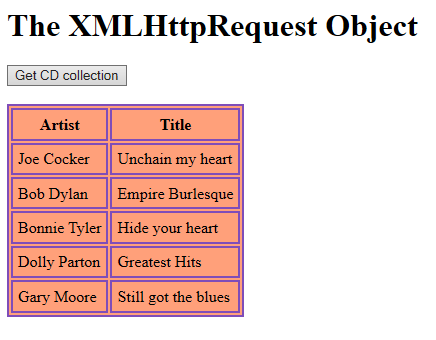 The XMLHttpRequest Object
Get CD collection
Artist Title
Joe Cocker Unchain my heart
Bob Dylan Empire Burlesque
Bonnie Tyler Hide your heart
Dolly Parton Greatest Hits
Gary Moore Still got the blues